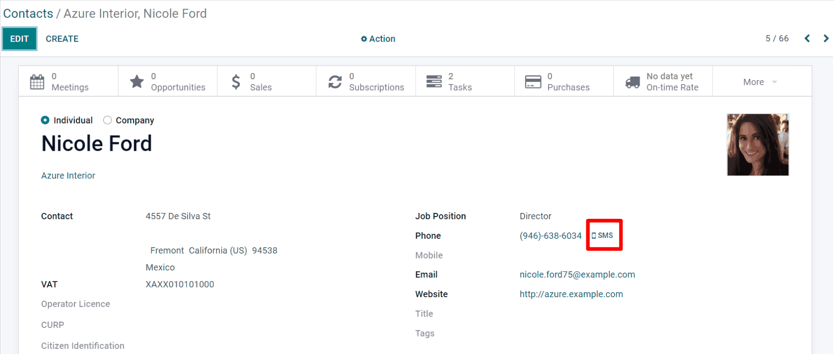 Contacts / Azure Interior, Nicole Ford
EDIT CREATE Action 5 / 66
0 Meetings
0 Opportunities
0 Sales
0 Subscriptions
2 Tasks
0 Purchases
No data yet On-time Rate
More
Individual Company
Nicole Ford
Azure Interior
Contact 4557 De Silva St
Fremont California (US) 94538
Mexico
VAT XAXX010101000
Operator Licence
CURP
Citizen Identification
Job Position Director
Phone (946)-638-6034 SMS
Mobile
Email nicole.ford75@example.com
Website http://azure.example.com
Title
Tags